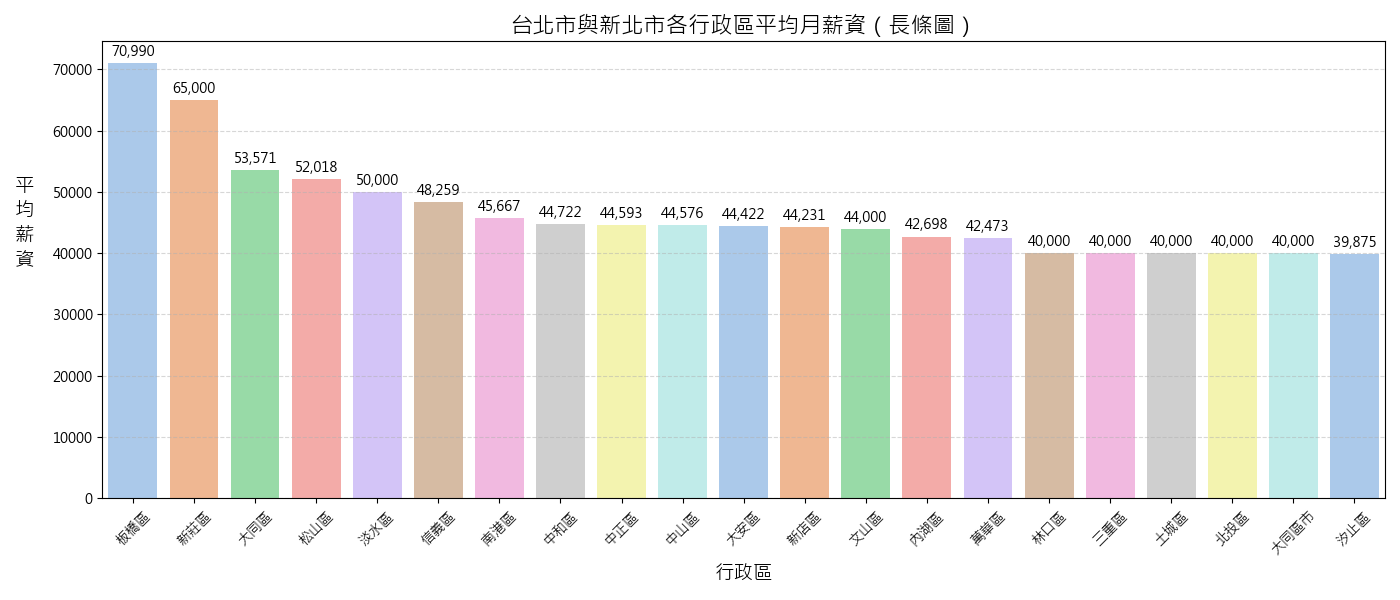 台北市與新北市各行政區平均月薪資（長條圖）
平均薪資
70000
60000
50000
40000
30000
20000
10000
0
70,990
65,000
53,571
52,018
50,000
48,259
45,667
44,722
44,593
44,576
44,422
44,231
44,000
42,698
42,473
40,000
40,000
40,000
40,000
40,000
39,875
板橋區
新莊區
大同區
松山區
淡水區
信義區
南港區
中和區
中正區
中山區
大安區
新店區
文山區
內湖區
萬華區
林口區
三重區
土城區
北投區
大同區市
汐止區
行政區